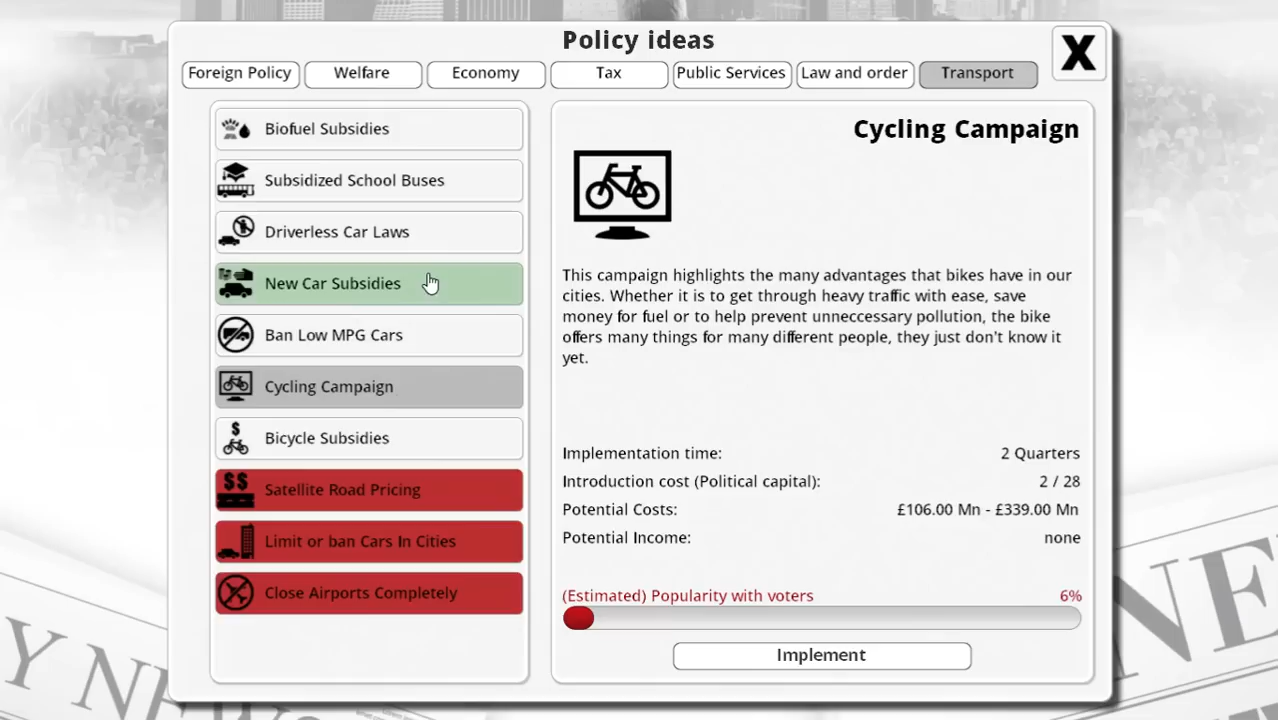 Policy ideas
X
Foreign Policy
Welfare
Economy
Tax
Public Services
Law and order
Transport
Biofuel Subsidies
Subsidized School Buses
Driverless Car Laws
New Car Subsidies
Ban Low MPG Cars
Cycling Campaign
$
Bicycle Subsidies
$$
Satellite Road Pricing
Limit or ban Cars In Cities
Close Airports Completely
Cycling Campaign
This campaign highlights the many advantages that bikes have in our
cities. Whether it is to get through heavy traffic with ease, save
money for fuel or to help prevent unneccessary pollution, the bike
offers many things for many different people, they just don't know it
yet.
Implementation time: 2 Quarters
Introduction cost (Political capital): 2 / 28
Potential Costs: £106.00 Mn - £339.00 Mn
Potential Income: none
(Estimated) Popularity with voters 6%
Implement